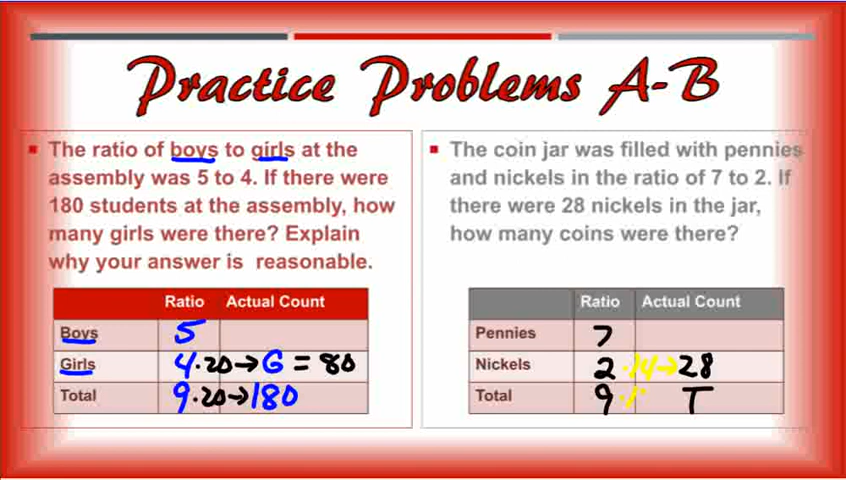 Practice Problems A-B
The ratio of boys to girls at the
assembly was 5 to 4. If there were
180 students at the assembly, how
many girls were there? Explain
why your answer is reasonable.
Ratio Actual Count
Boys 5
Girls 4·20→G = 80
Total 9·20→180
The coin jar was filled with pennies
and nickels in the ratio of 7 to 2. If
there were 28 nickels in the jar,
how many coins were there?
Ratio Actual Count
Pennies 7
Nickels 2·14→28
Total 9·1 T